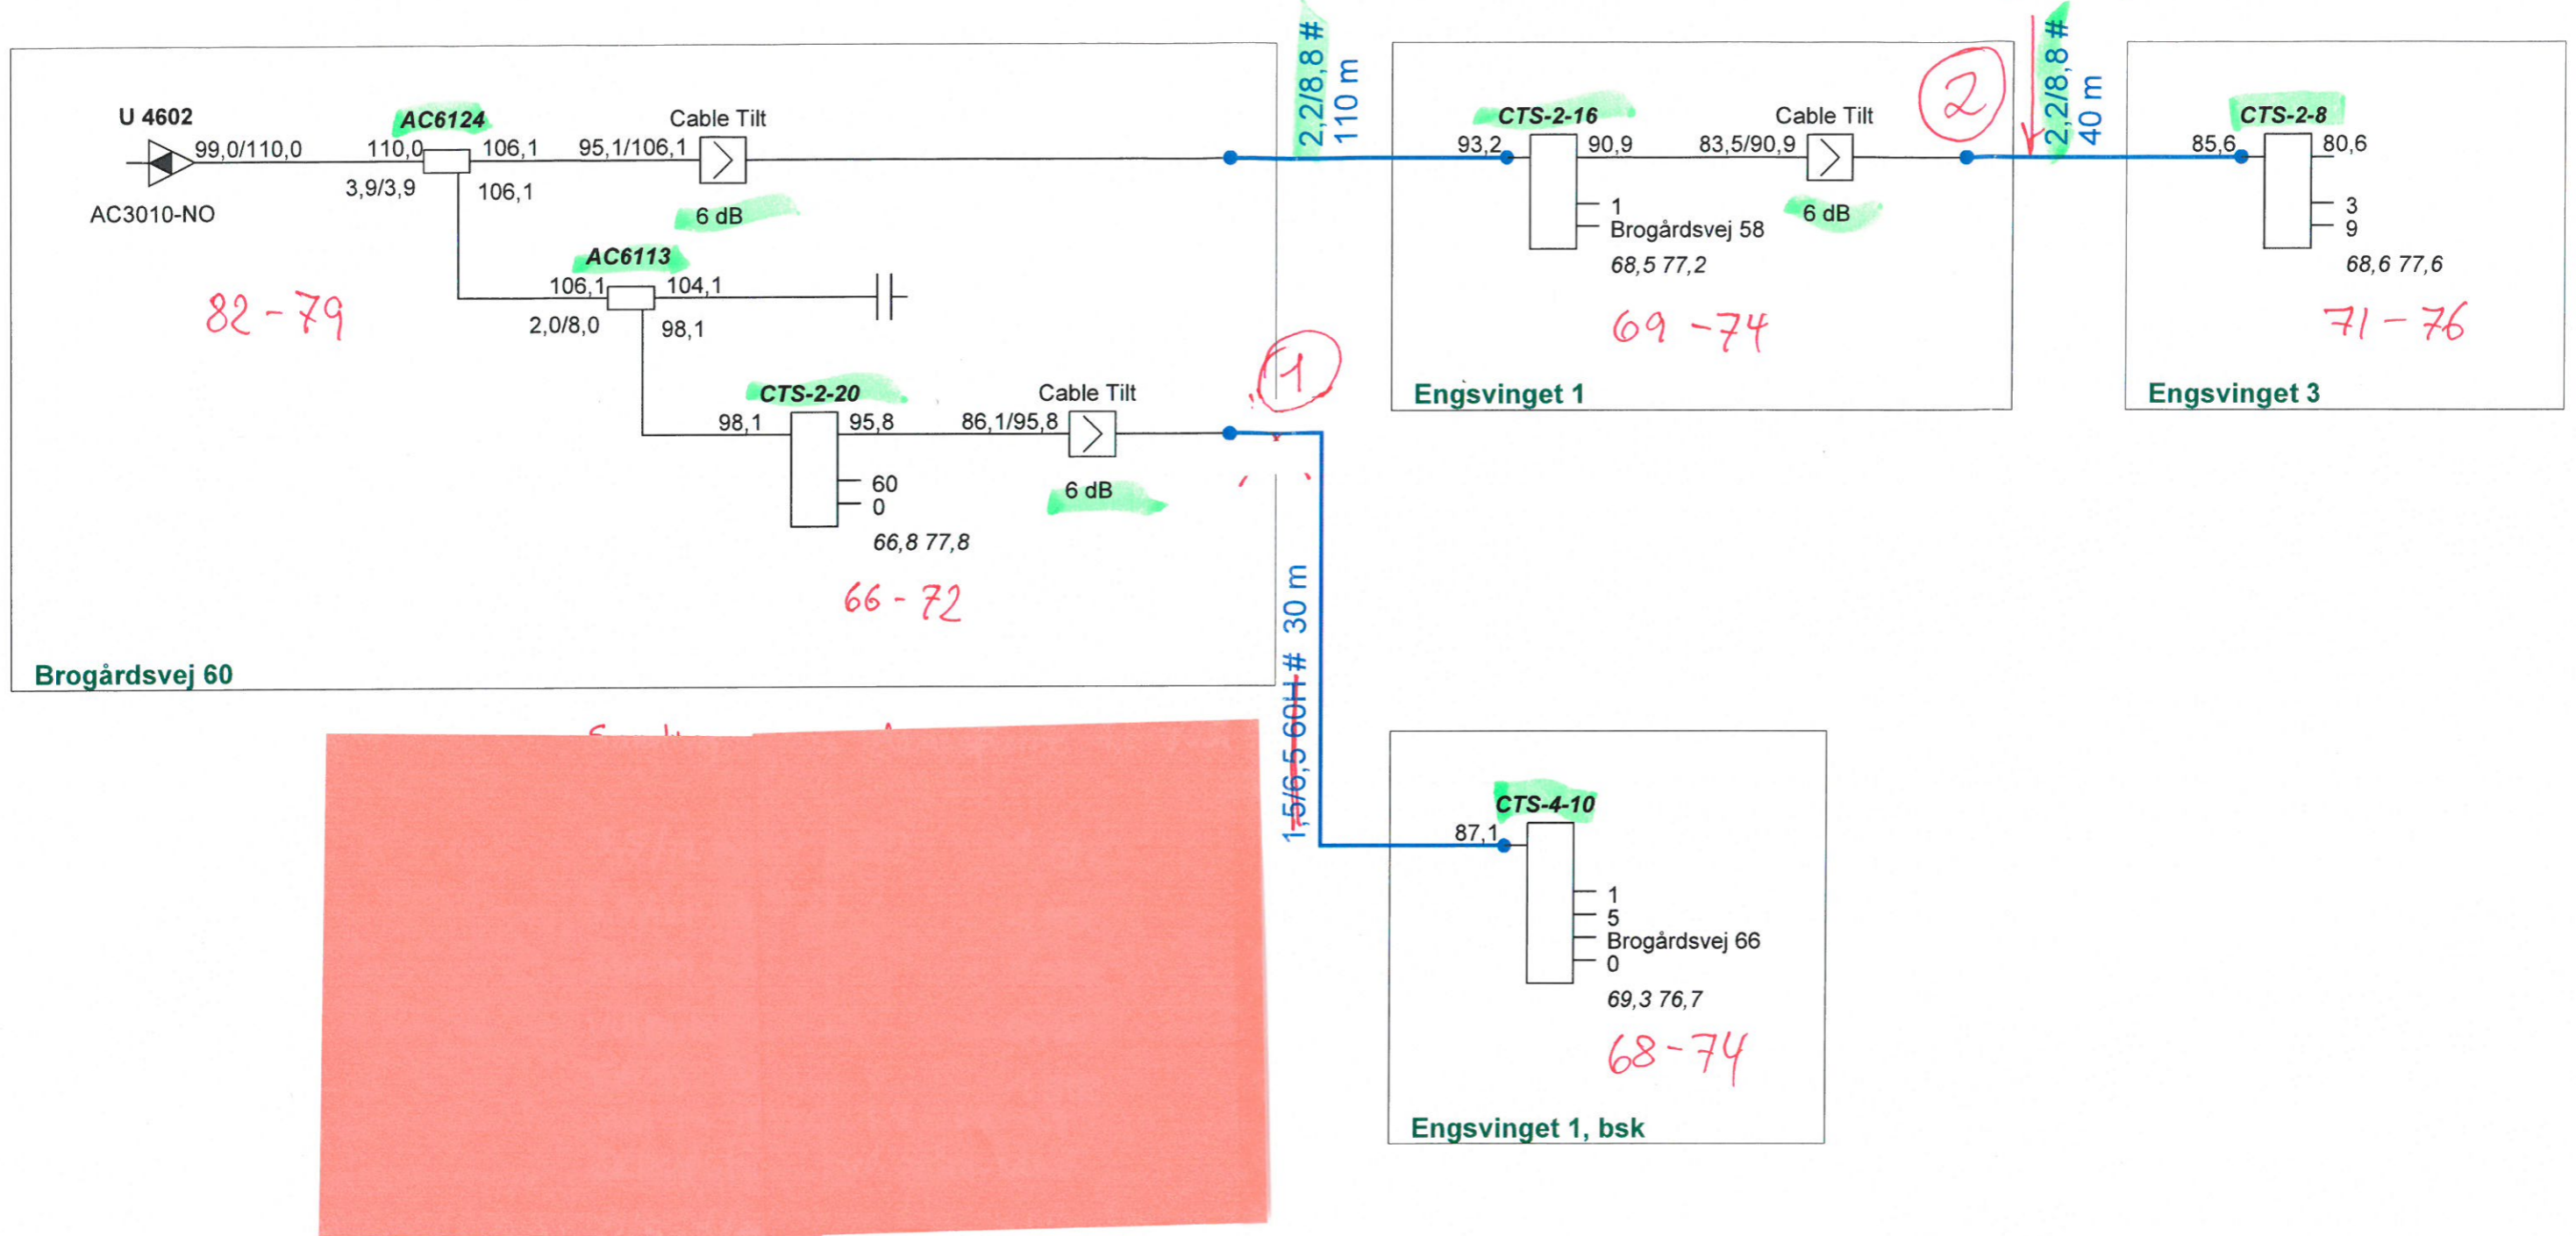 U 4602
99,0/110,0
AC3010-NO
AC6124
110,0
106,1
3,9/3,9
106,1
95,1/106,1
Cable Tilt
6 dB
82-79
AC6113
106,1
104,1
2,0/8,0
98,1
CTS-2-20
98,1
95,8
60
0
66,8 77,8
66-72
86,1/95,8
Cable Tilt
6 dB
1
Brogårdsvej 60
2,2/8,8 #
110 m
CTS-2-16
93,2
90,9
1
Brogårdsvej 58
68,5 77,2
69-74
83,5/90,9
Cable Tilt
6 dB
2
Engsvinget 1
2,2/8,8 #
40 m
CTS-2-8
85,6
80,6
3
9
68,6 77,6
71-76
Engsvinget 3
1,5/6,5 60H # 30 m
CTS-4-10
87,1
1
5
Brogårdsvej 66
0
69,3 76,7
68-74
Engsvinget 1, bsk